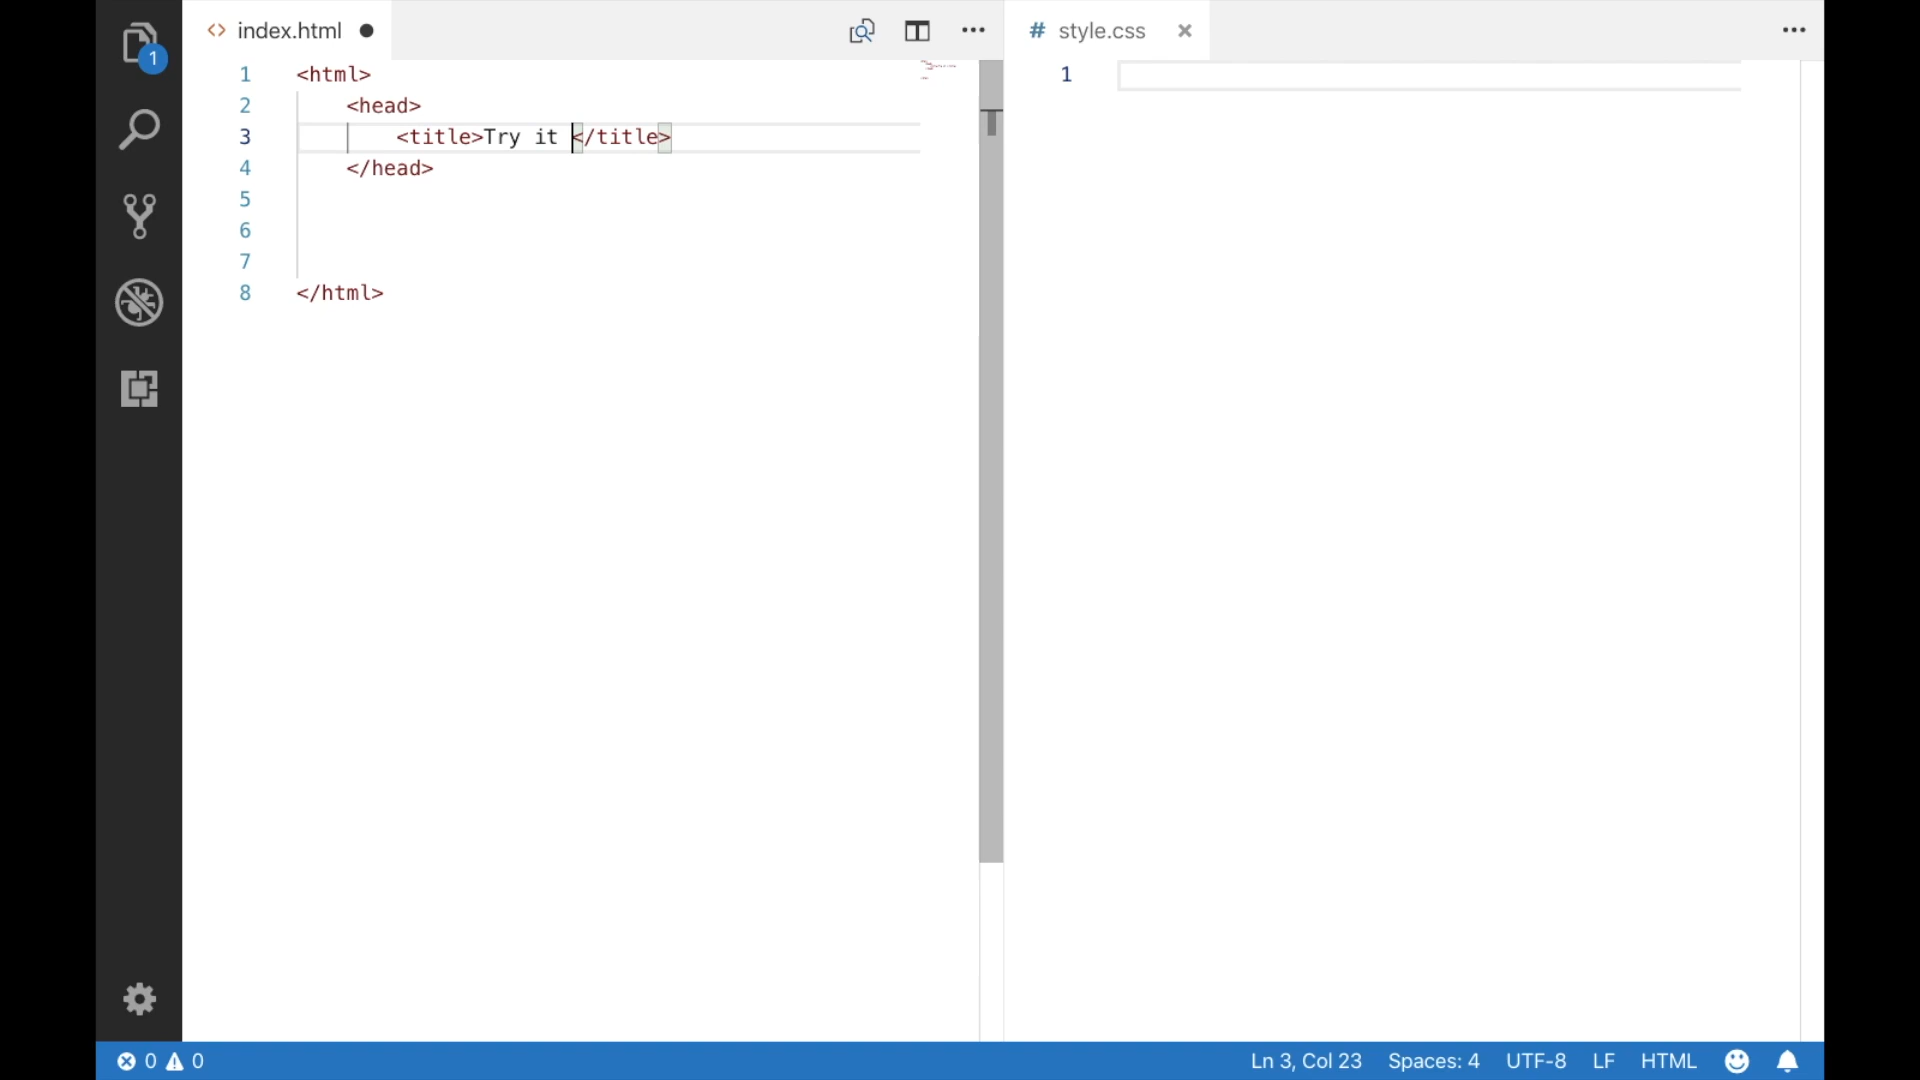 <> index.html ●
# style.css ×
1
1 <html>
2 <head>
3 <title>Try it </title>
4 </head>
5
6
7
8 </html>
1
0 0
Ln 3, Col 23 Spaces: 4 UTF-8 LF HTML